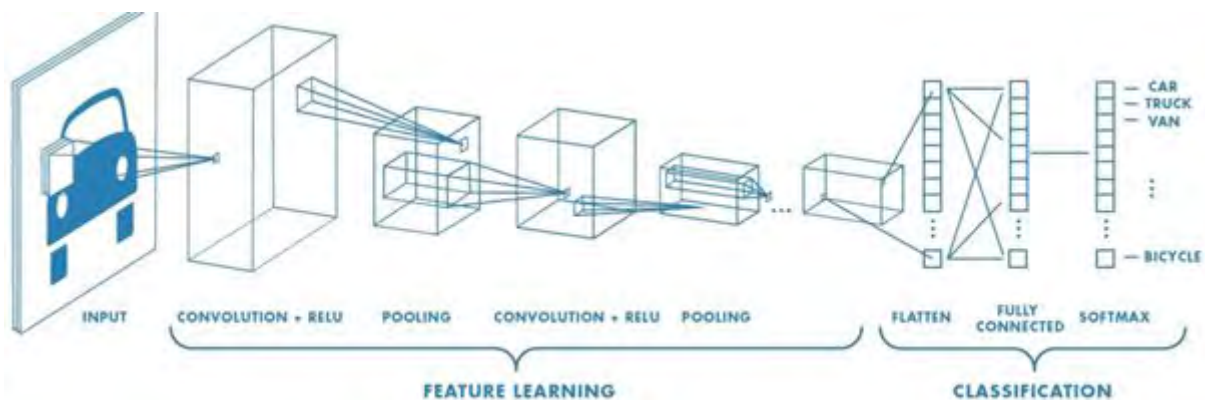 CAR
TRUCK
VAN
BICYCLE
INPUT
CONVOLUTION + RELU
POOLING
CONVOLUTION + RELU
POOLING
FLATTEN
FULLY
CONNECTED
SOFTMAX
FEATURE LEARNING
CLASSIFICATION